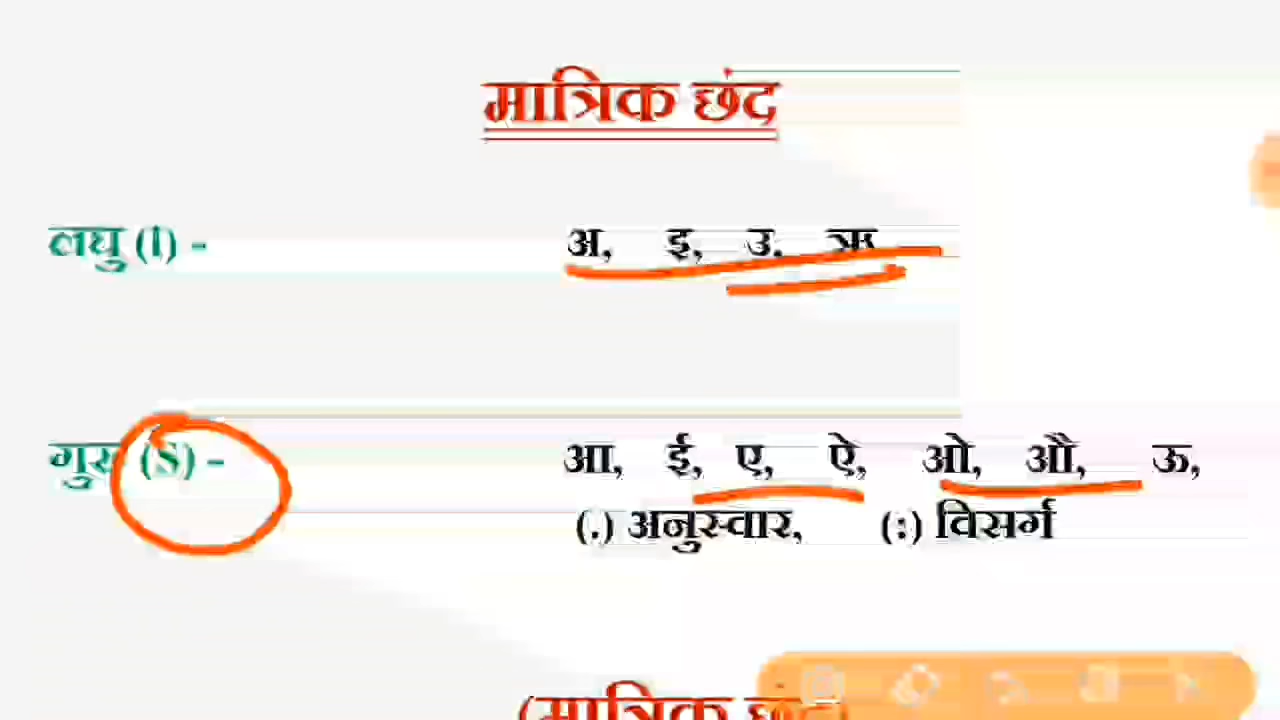 मात्रिक छंद
लघु (।) - अ, इ, उ, ऋ
गुरु (S) - आ, ई, ए, ऐ, ओ, औ, ऊ,
(.) अनुस्वार, (:) विसर्ग
(मात्रिक छंद)